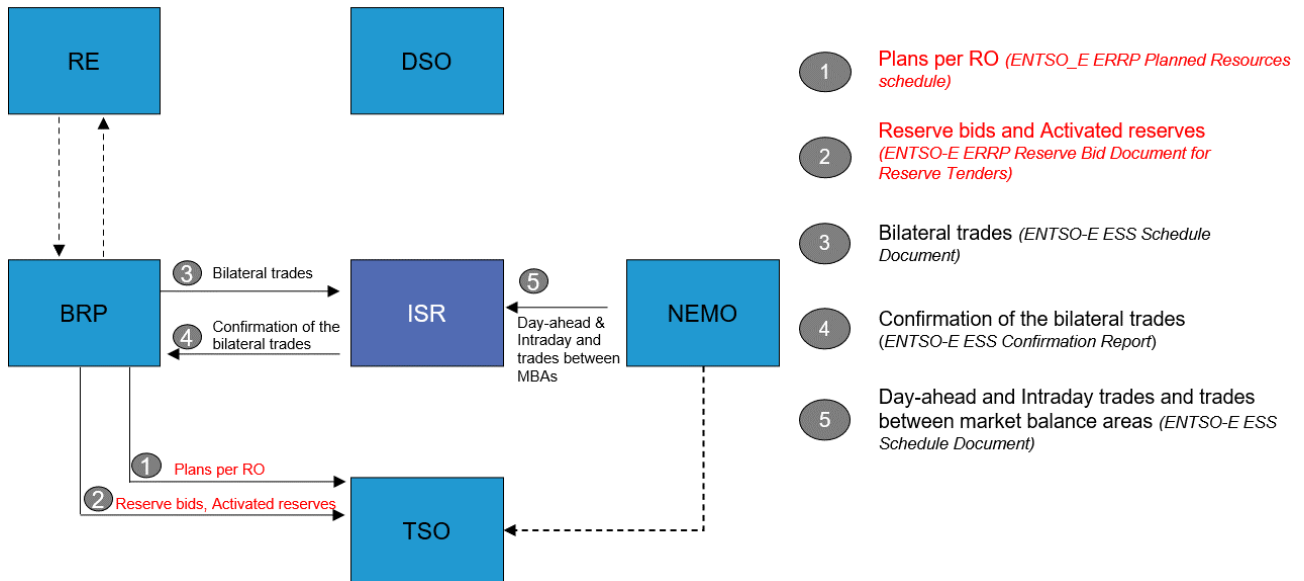 RE
DSO
BRP
ISR
NEMO
TSO
3
Bilateral trades
4
Confirmation of the
bilateral trades
5
Day-ahead &
Intraday and
trades between
MBAs
1
Plans per RO
2
Reserve bids, Activated reserves
1
Plans per RO (ENTSO_E ERRP Planned Resources
schedule)
2
Reserve bids and Activated reserves
(ENTSO-E ERRP Reserve Bid Document for
Reserve Tenders)
3
Bilateral trades (ENTSO-E ESS Schedule
Document)
4
Confirmation of the bilateral trades
(ENTSO-E ESS Confirmation Report)
5
Day-ahead and Intraday trades and trades
between market balance areas (ENTSO-E ESS
Schedule Document)